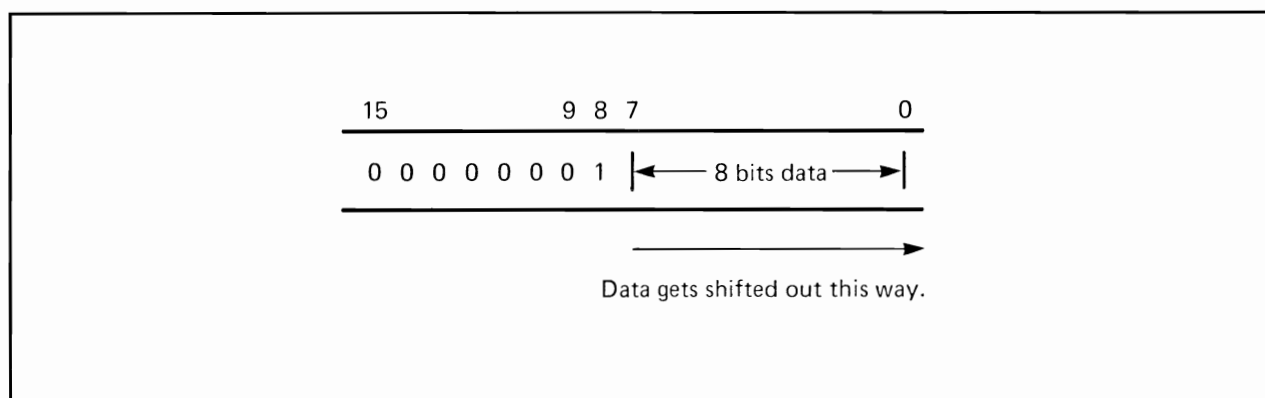 15 9 8 7 0
0 0 0 0 0 0 0 1 8 bits data
Data gets shifted out this way.